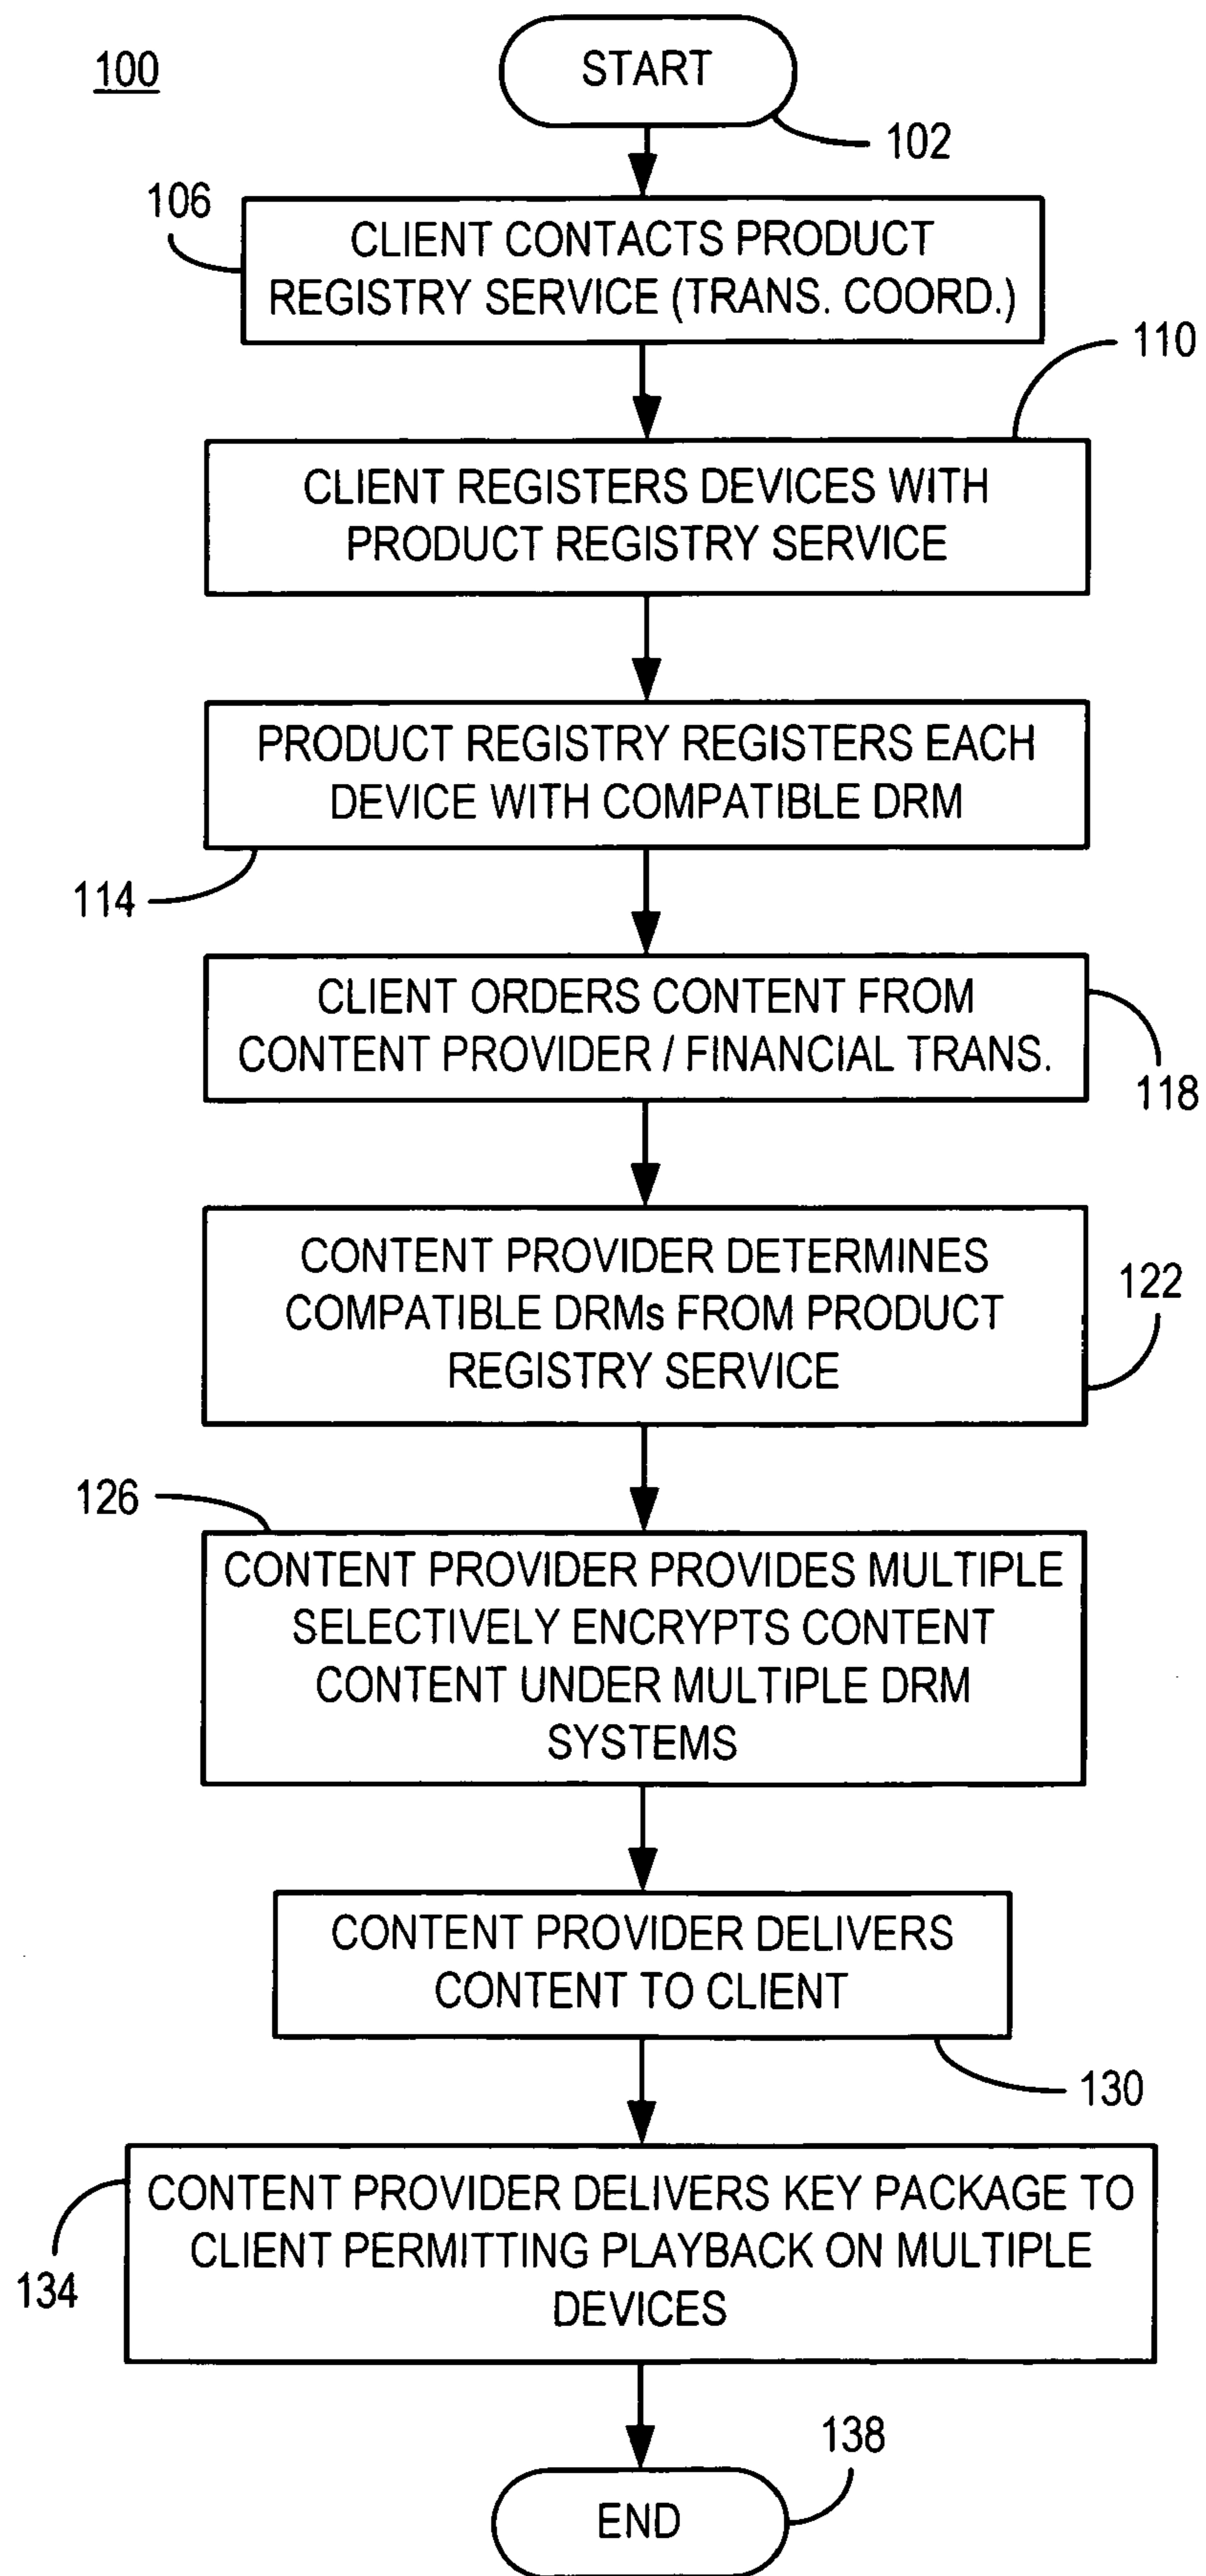 100
START
102
106
CLIENT CONTACTS PRODUCT
REGISTRY SERVICE (TRANS. COORD.)
110
CLIENT REGISTERS DEVICES WITH
PRODUCT REGISTRY SERVICE
PRODUCT REGISTRY REGISTERS EACH
DEVICE WITH COMPATIBLE DRM
114
CLIENT ORDERS CONTENT FROM
CONTENT PROVIDER / FINANCIAL TRANS.
118
CONTENT PROVIDER DETERMINES
COMPATIBLE DRMs FROM PRODUCT
REGISTRY SERVICE
122
126
CONTENT PROVIDER PROVIDES MULTIPLE
SELECTIVELY ENCRYPTS CONTENT
CONTENT UNDER MULTIPLE DRM
SYSTEMS
CONTENT PROVIDER DELIVERS
CONTENT TO CLIENT
130
CONTENT PROVIDER DELIVERS KEY PACKAGE TO
CLIENT PERMITTING PLAYBACK ON MULTIPLE
DEVICES
134
138
END